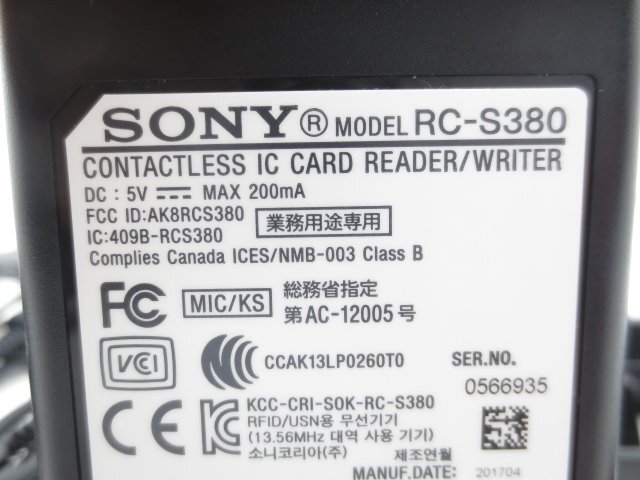 SONY® MODEL RC-S380
CONTACTLESS IC CARD READER/WRITER
DC : 5V ⎓ MAX 200mA
FCC ID:AK8RCS380
業務用途専用
IC:409B-RCS380
Complies Canada ICES/NMB-003 Class B
FC
MIC/KS
総務省指定
第AC-12005号
VCI
CCAK13LP0260T0
SER.NO.
0566935
CE
KCC-CRI-SOK-RC-S380
RFID/USN용 무선기기
(13.56MHz 대역 사용 기기)
소니코리아(주)
제조연월
MANUF.DATE: 201704